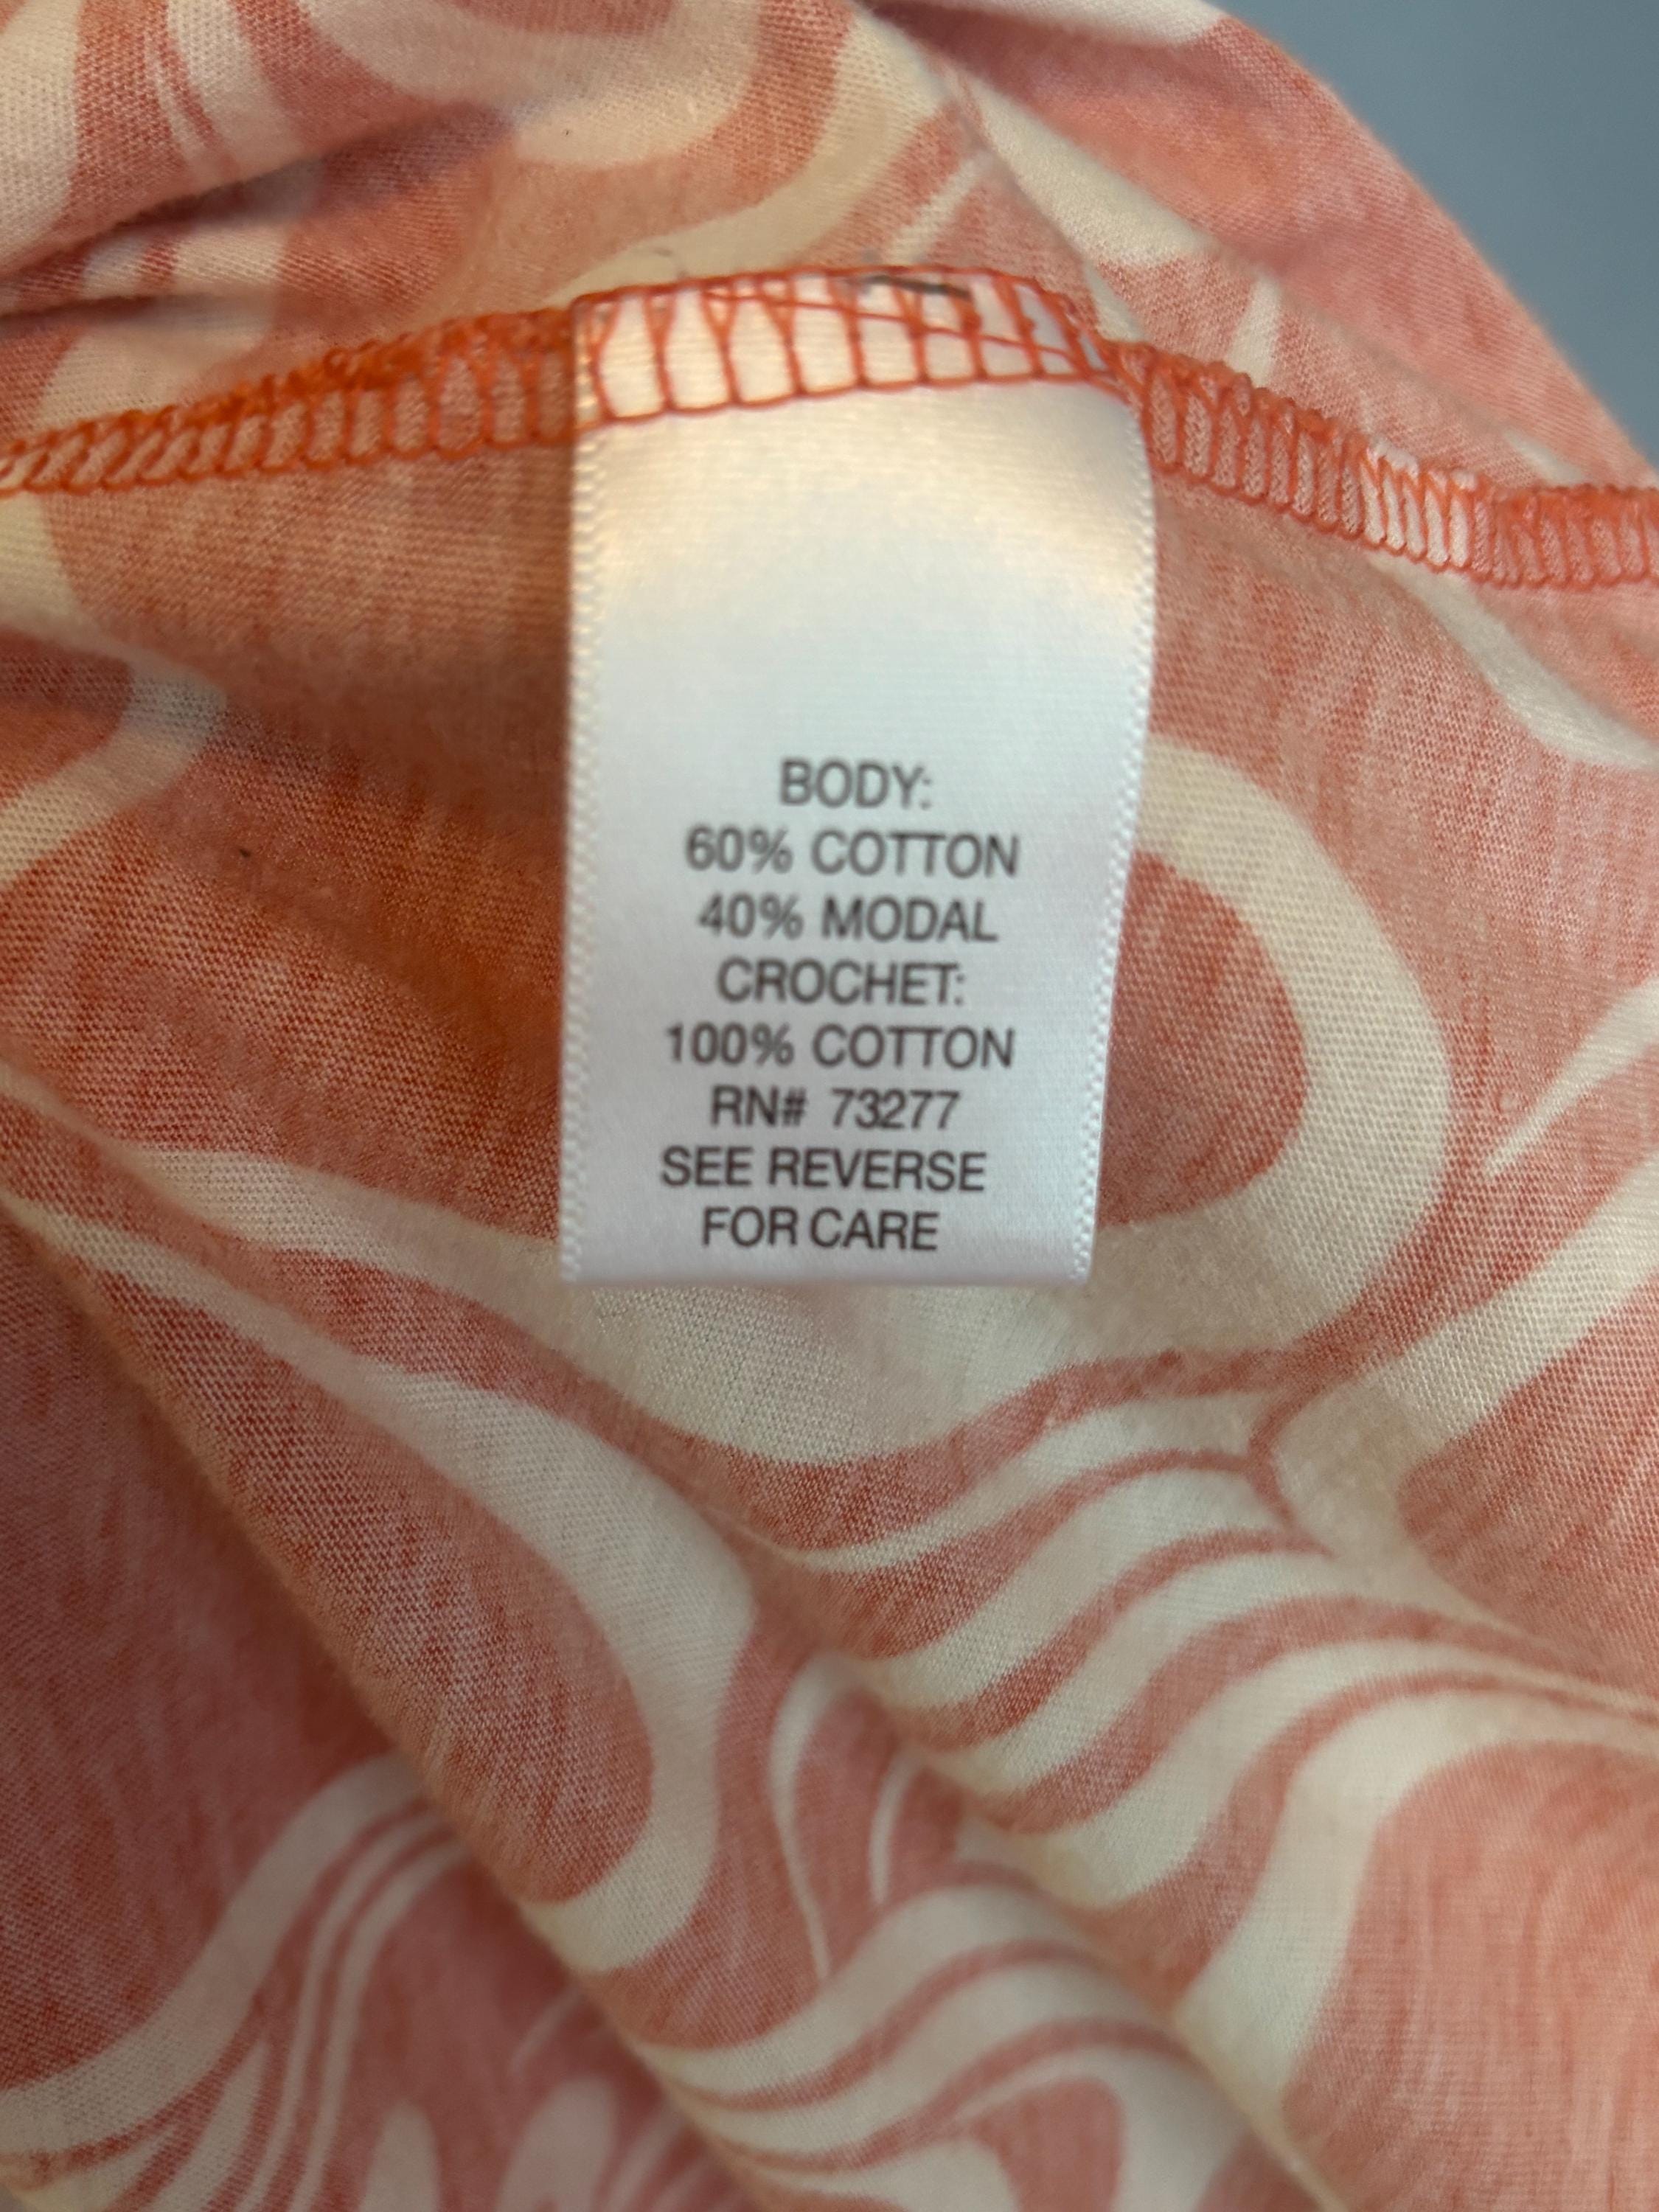 BODY:
60% COTTON
40% MODAL
CROCHET:
100% COTTON
RN# 73277
SEE REVERSE
FOR CARE